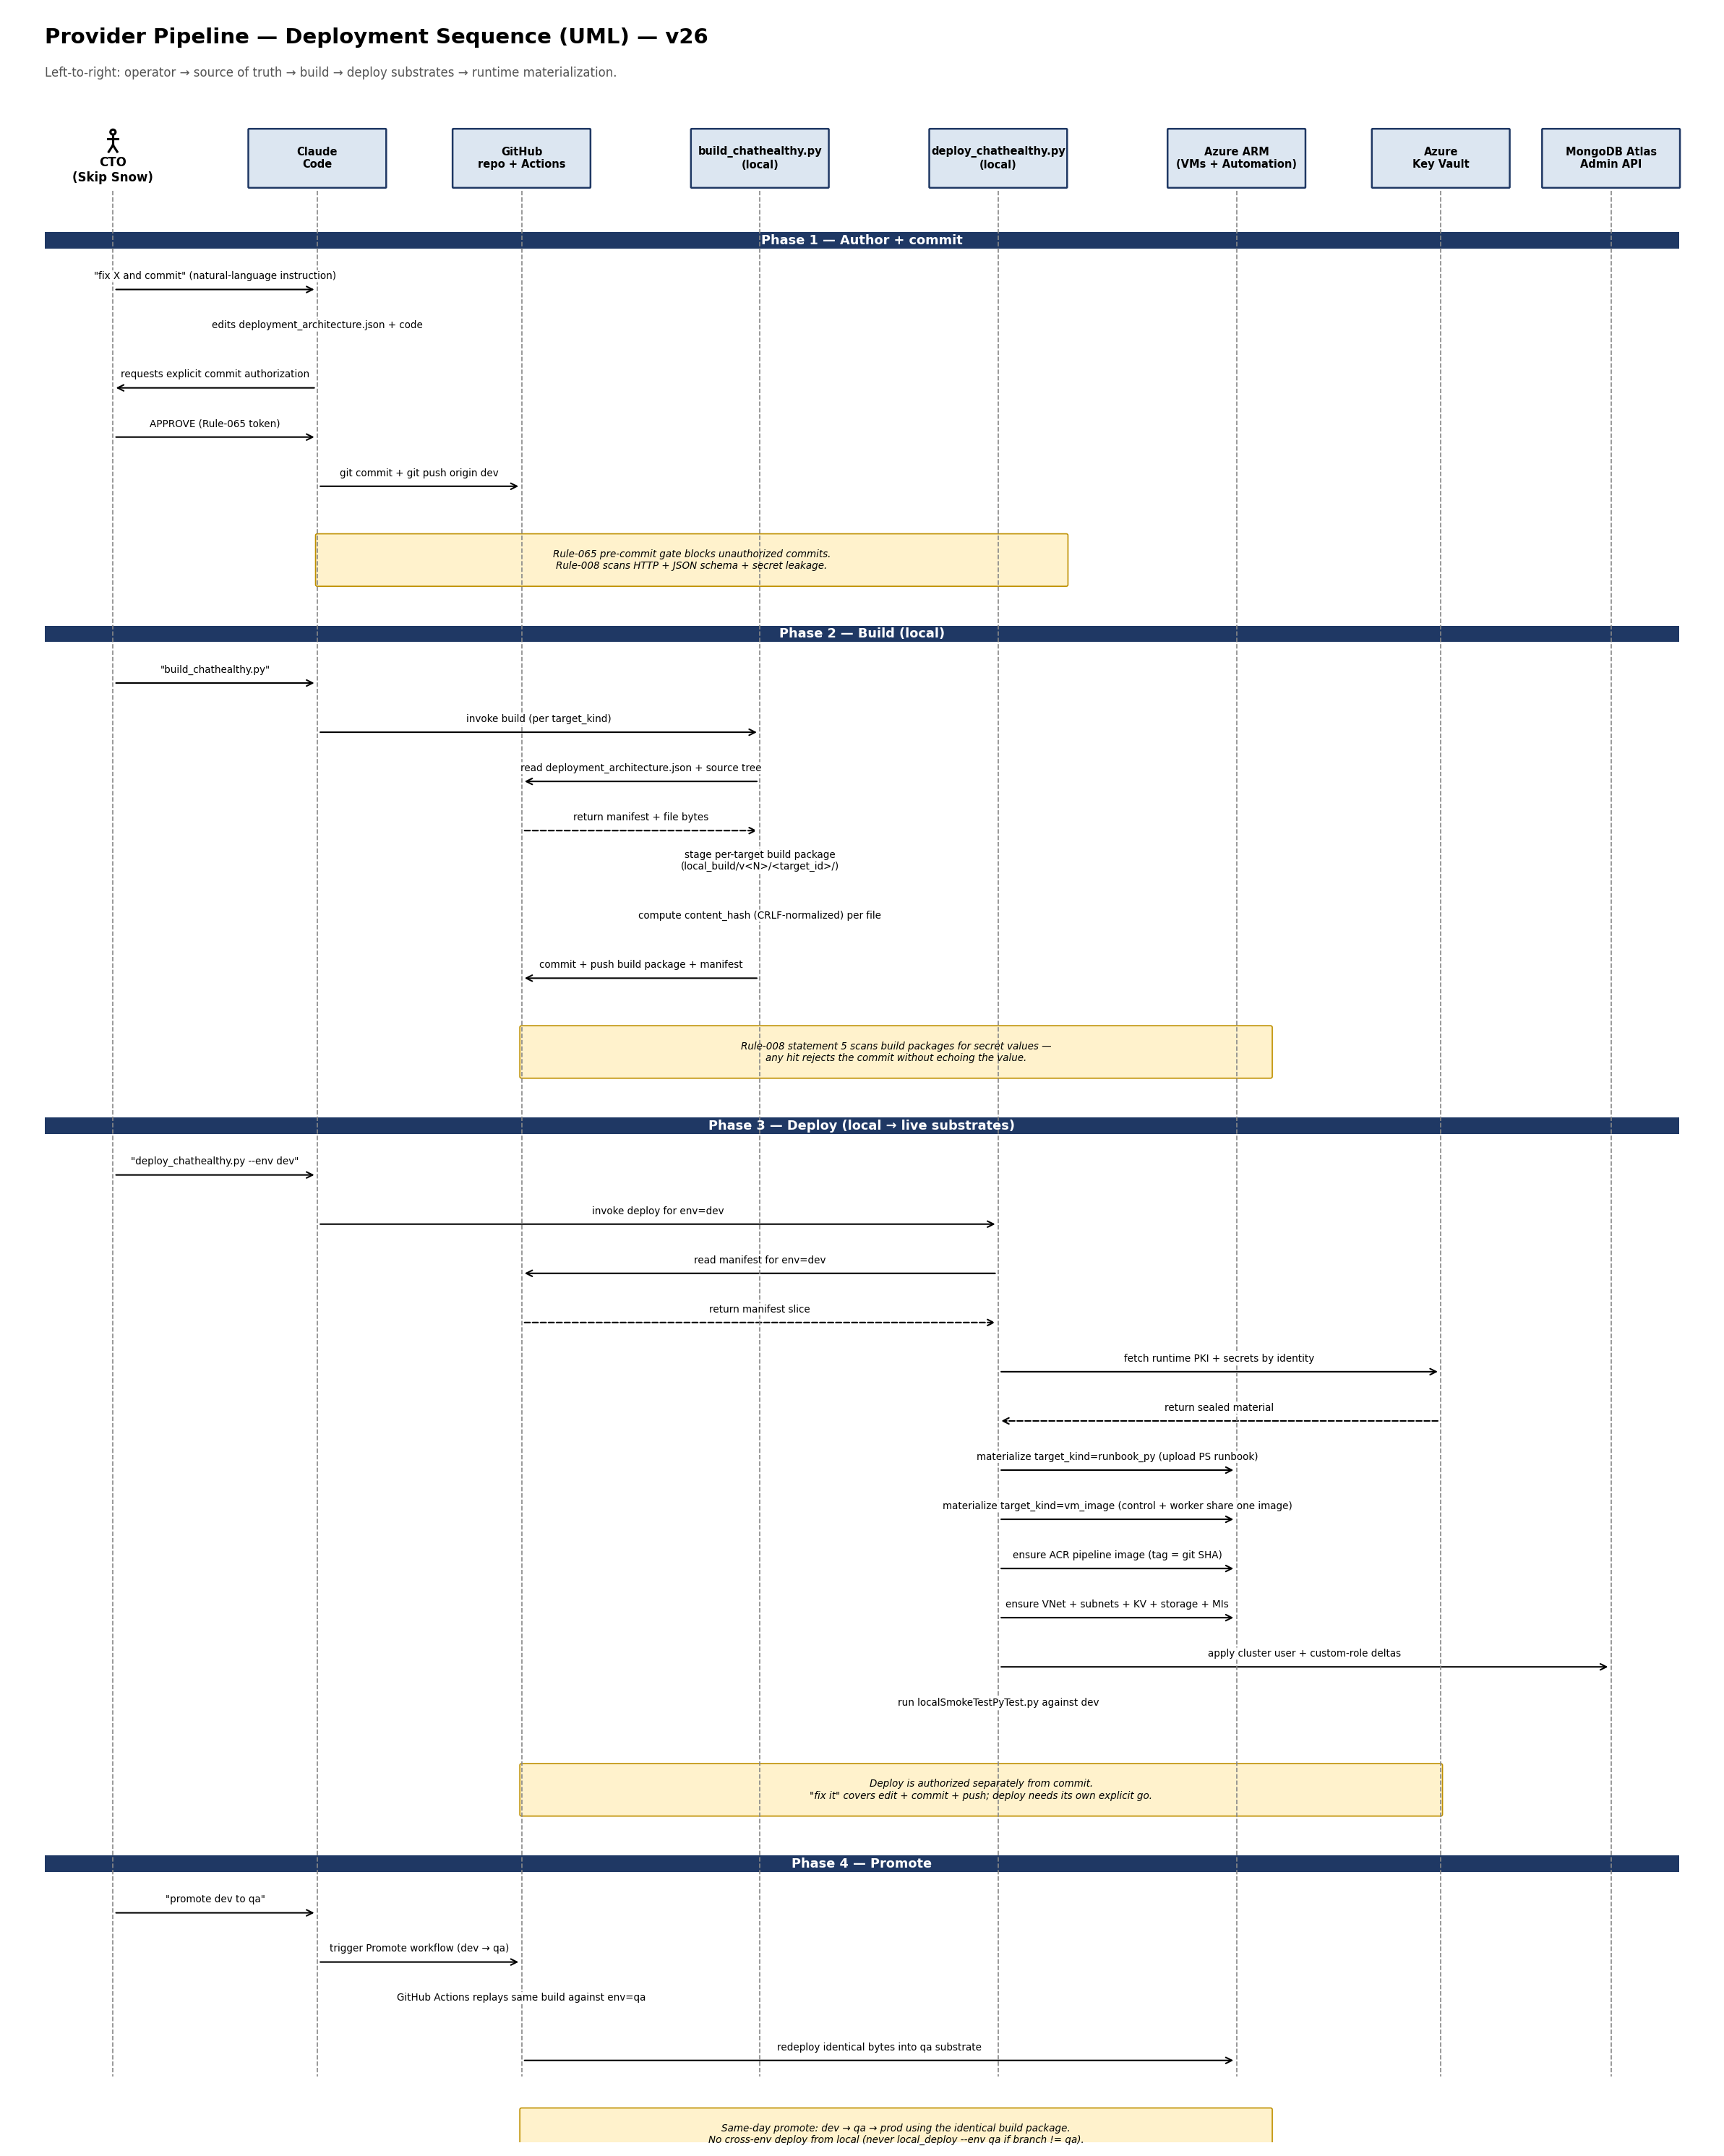 Provider Pipeline — Deployment Sequence (UML) — v26
Left-to-right: operator → source of truth → build → deploy substrates → runtime materialization.
CTO
(Skip Snow)
Claude
Code
GitHub
repo + Actions
build_chathealthy.py
(local)
deploy_chathealthy.py
(local)
Azure ARM
(VMs + Automation)
Azure
Key Vault
MongoDB Atlas
Admin API
Phase 1 — Author + commit
"fix X and commit" (natural-language instruction)
edits deployment_architecture.json + code
requests explicit commit authorization
APPROVE (Rule-065 token)
git commit + git push origin dev
Rule-065 pre-commit gate blocks unauthorized commits.
Rule-008 scans HTTP + JSON schema + secret leakage.
Phase 2 — Build (local)
"build_chathealthy.py"
invoke build (per target_kind)
read deployment_architecture.json + source tree
return manifest + file bytes
stage per-target build package
(local_build/v<N>/<target_id>/)
compute content_hash (CRLF-normalized) per file
commit + push build package + manifest
Rule-008 statement 5 scans build packages for secret values —
any hit rejects the commit without echoing the value.
Phase 3 — Deploy (local → live substrates)
"deploy_chathealthy.py --env dev"
invoke deploy for env=dev
read manifest for env=dev
return manifest slice
fetch runtime PKI + secrets by identity
return sealed material
materialize target_kind=runbook_py (upload PS runbook)
materialize target_kind=vm_image (control + worker share one image)
ensure ACR pipeline image (tag = git SHA)
ensure VNet + subnets + KV + storage + MIs
apply cluster user + custom-role deltas
run localSmokeTestPyTest.py against dev
Deploy is authorized separately from commit.
"fix it" covers edit + commit + push; deploy needs its own explicit go.
Phase 4 — Promote
"promote dev to qa"
trigger Promote workflow (dev → qa)
GitHub Actions replays same build against env=qa
redeploy identical bytes into qa substrate
Same-day promote: dev → qa → prod using the identical build package.
No cross-env deploy from local (never local_deploy --env qa if branch != qa).